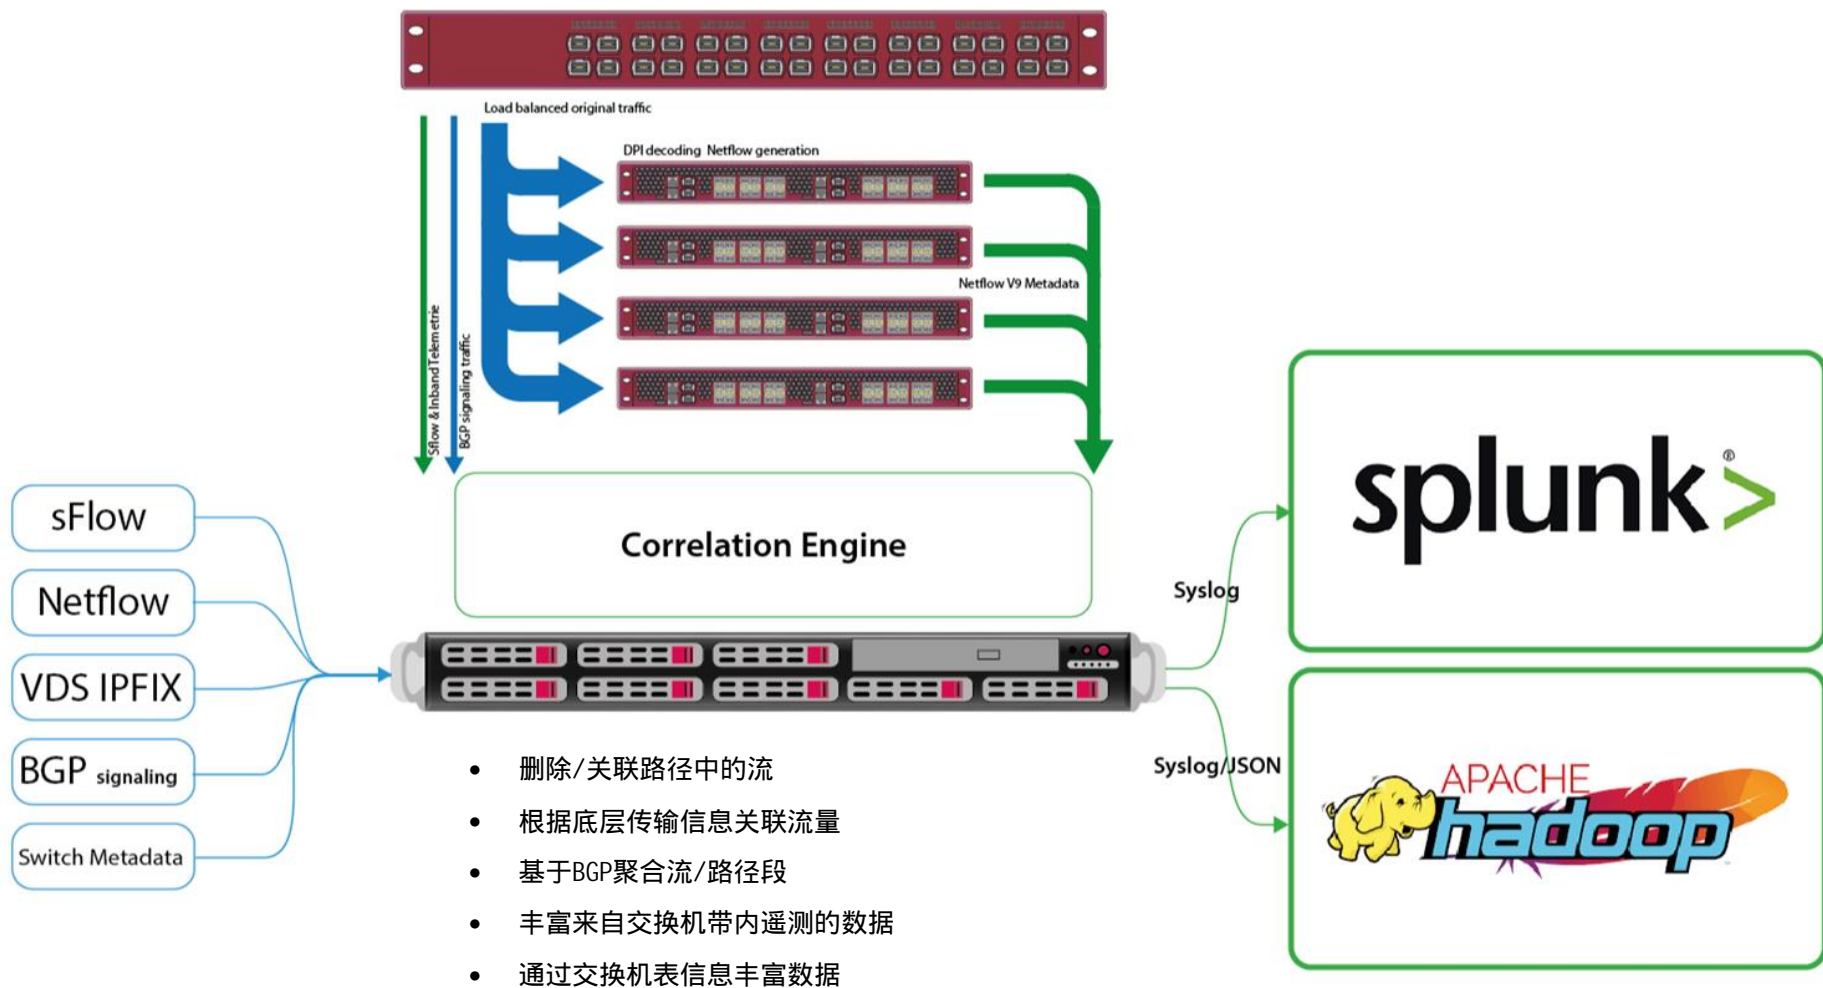 Load balanced original traffic
DPI decoding Netflow generation
Netflow V9 Metadata
Sflow & Inband Telemetrie
BGP signaling traffic
Correlation Engine
sFlow
Netflow
VDS IPFIX
BGP signaling
Switch Metadata
Syslog
splunk>®
Syslog/JSON
APACHE
hadoop
• 删除/关联路径中的流
• 根据底层传输信息关联流量
• 基于BGP聚合流/路径段
• 丰富来自交换机带内遥测的数据
• 通过交换机表信息丰富数据